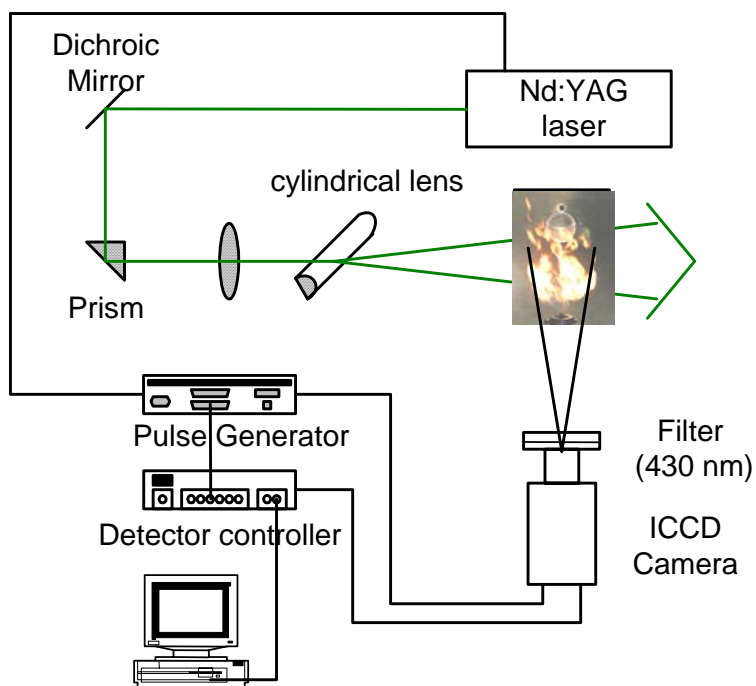 Dichroic
Mirror
Nd:YAG
laser
cylindrical lens
Prism
Pulse Generator
Filter
(430 nm)
Detector controller
ICCD
Camera